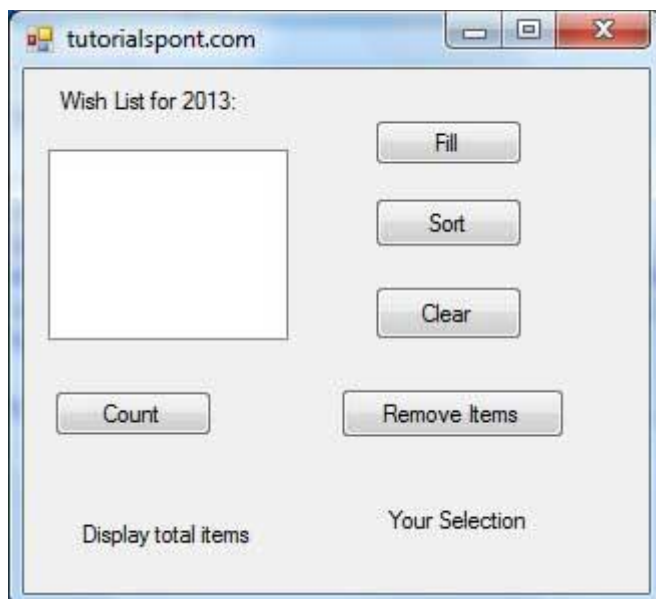 tutorialspont.com
Wish List for 2013:
Fill
Sort
Clear
Count
Remove Items
Display total items
Your Selection